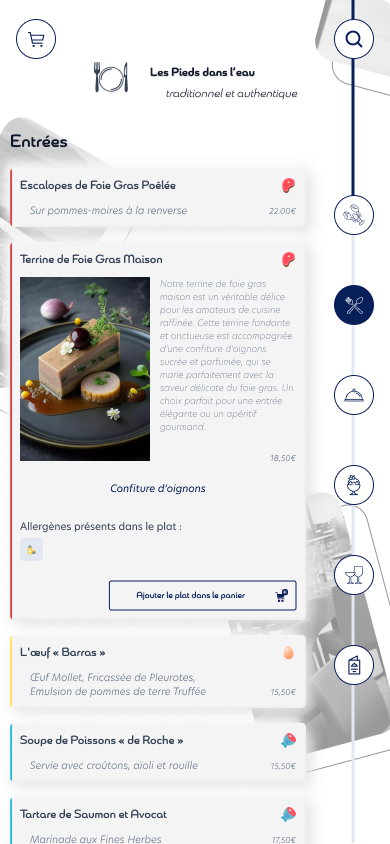 Les Pieds dans l'eau
traditionnel et authentique
Entrées
Escalopes de Foie Gras Poêlée
Sur pommes-moires à la renverse
22.00€
Terrine de Foie Gras Maison
Notre terrine de foie gras
maison est un véritable délice
pour les amateurs de cuisine
raffinée. Cette terrine fondante
et onctueuse est accompagnée
d'une confiture d'oignons
sucrée et parfumée, qui se
marie parfaitement avec la
saveur délicate du foie gras. Un
choix parfait pour une entrée
élégante ou un apéritif
gourmand.
18,50€
Confiture d'oignons
Allergènes présents dans le plat :
Ajouter le plat dans le panier
L'œuf « Barras »
Œuf Mollet, Fricassée de Pleurotes,
Emulsion de pommes de terre Truffée
15,50€
Soupe de Poissons « de Roche »
Servie avec croûtons, aïoli et rouille
15,50€
Tartare de Saumon et Avocat
Marinade aux Fines Herbes
17,50€